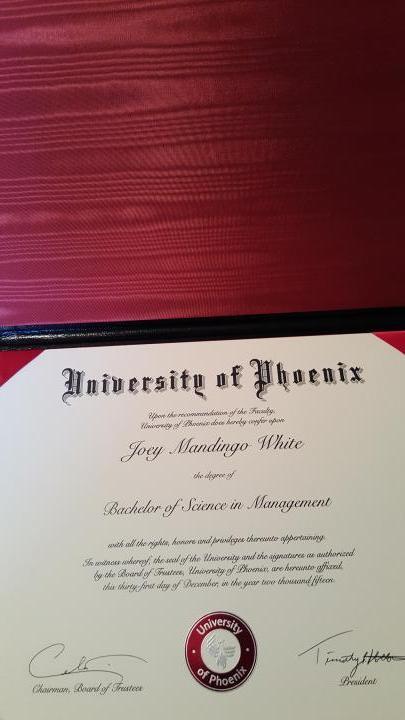 University of Phoenix
Upon the recommendation of the Faculty,
University of Phoenix does hereby confer upon
Joey Mandingo White
the degree of
Bachelor of Science in Management
with all the rights, honors and privileges thereunto appertaining.
In witness whereof, the seal of the University and the signatures as authorized
by the Board of Trustees, University of Phoenix, are hereunto affixed,
this thirty-first day of December, in the year two thousand fifteen.
University
of Phoenix
Chairman, Board of Trustees
President